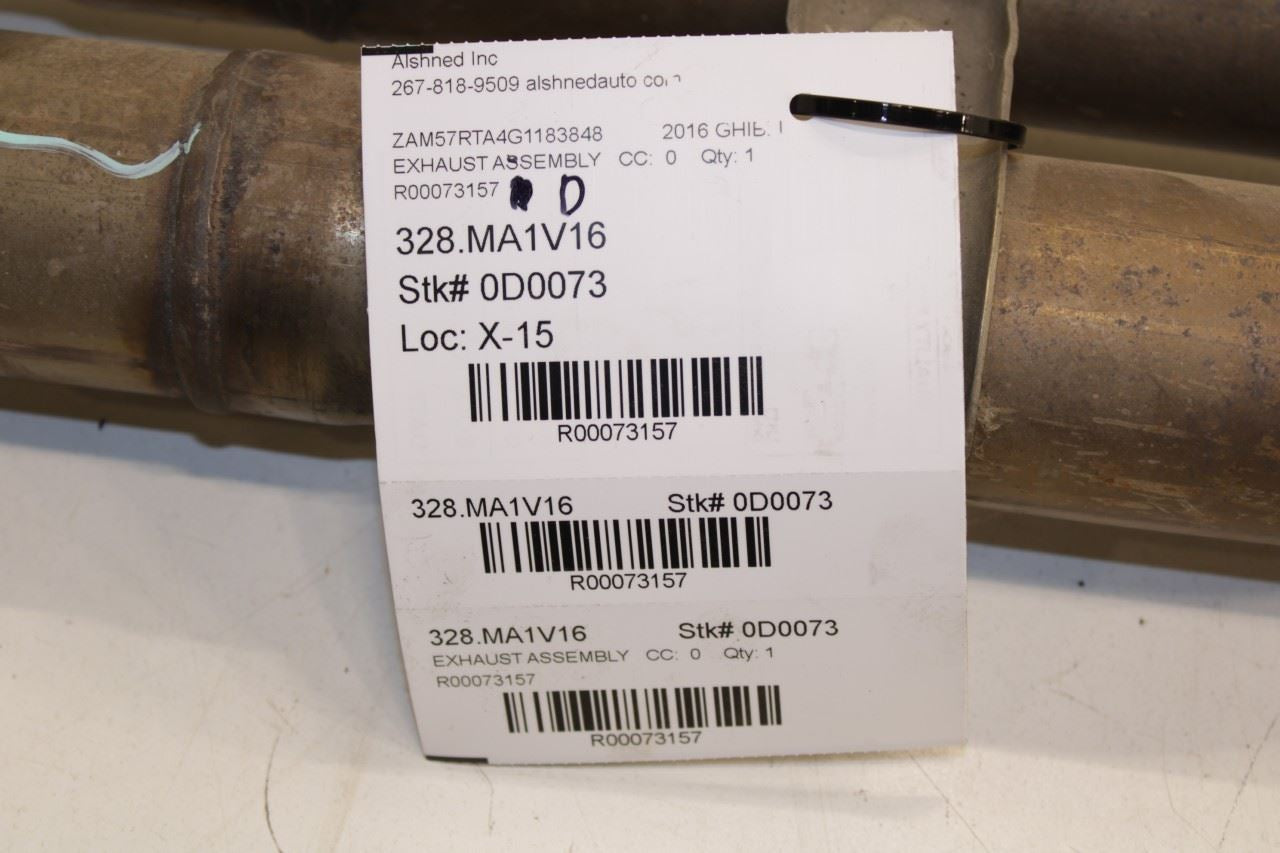 Alshned Inc
267-818-9509 alshnedauto
ZAM57RTA4G1183848 2016
EXHAUST ASSEMBLY CC: 0 Qty: 1
R00073157 D
328.MA1V16
Stk# 0D0073
Loc: X-15
R00073157
328.MA1V16 Stk# 0D0073
R00073157
328.MA1V16 Stk# 0D0073
EXHAUST ASSEMBLY CC: 0 Qty: 1
R00073157
R00073157